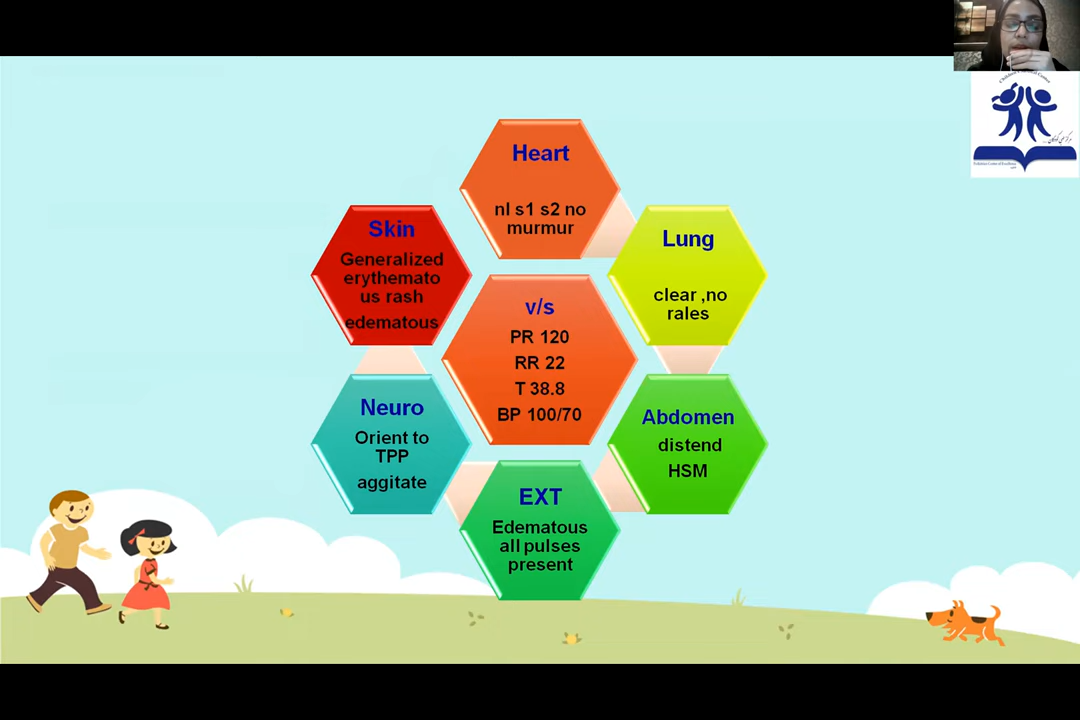 Heart
nl s1 s2 no
murmur
Skin
Generalized
erythemato
us rash
edematous
Lung
clear ,no
rales
v/s
PR 120
RR 22
T 38.8
BP 100/70
Neuro
Orient to
TPP
aggitate
Abdomen
distend
HSM
EXT
Edematous
all pulses
present